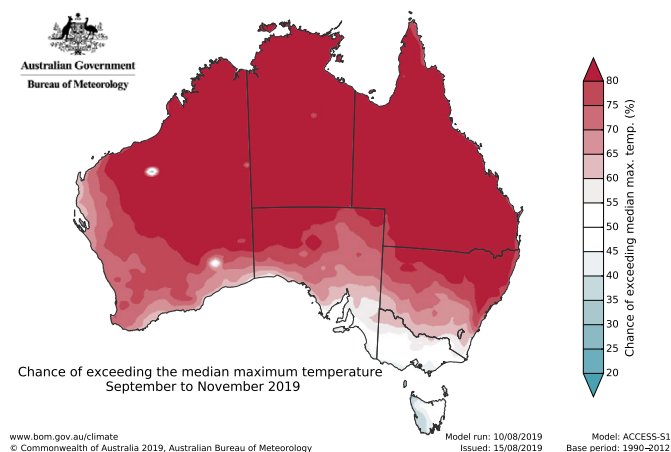 Australian Government
Bureau of Meteorology
80
75
70
65
60
55
50
45
40
35
30
25
20
Chance of exceeding median max. temp. (%)
Chance of exceeding the median maximum temperature
September to November 2019
www.bom.gov.au/climate
© Commonwealth of Australia 2019, Australian Bureau of Meteorology
Model run: 10/08/2019
Issued: 15/08/2019
Model: ACCESS-S1
Base period: 1990–2012